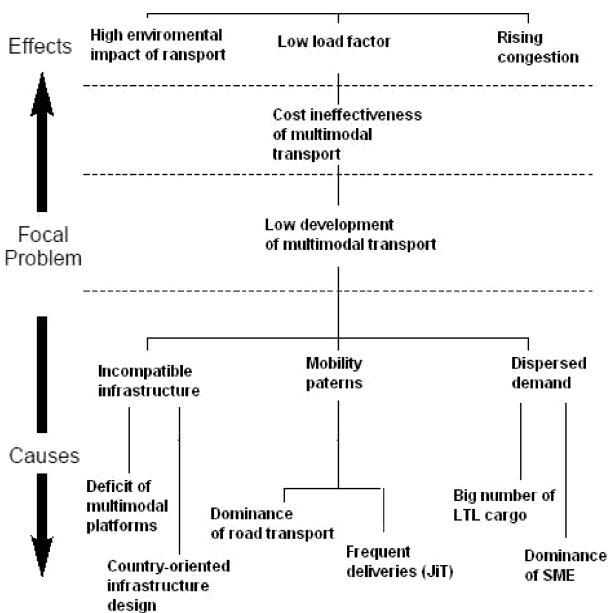 Effects
High enviromental
impact of ransport
Low load factor
Rising
congestion
Cost ineffectiveness
of multimodal
transport
Focal
Problem
Low development
of multimodal transport
Causes
Incompatible
infrastructure
Mobility
paterns
Dispersed
demand
Deficit of
multimodal
platforms
Country-oriented
infrastructure
design
Dominance
of road transport
Frequent
deliveries (JiT)
Big number of
LTL cargo
Dominance
of SME